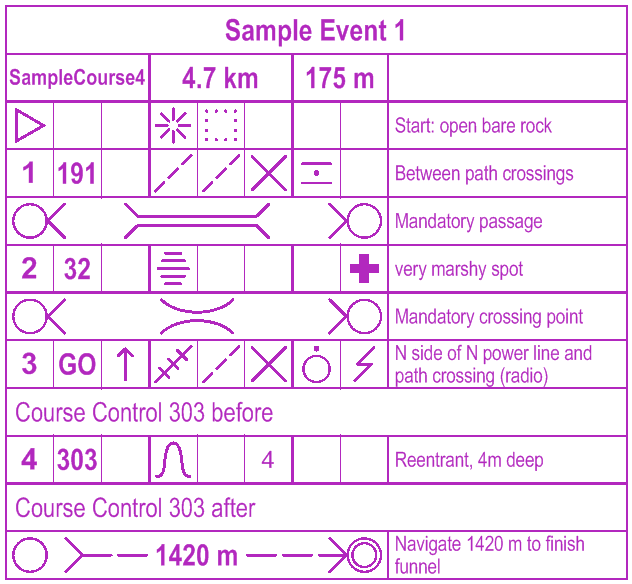 Sample Event 1
SampleCourse4 4.7 km 175 m
Start: open bare rock
1 191 Between path crossings
Mandatory passage
2 32 very marshy spot
Mandatory crossing point
3 GO N side of N power line and
path crossing (radio)
Course Control 303 before
4 303 4 Reentrant, 4m deep
Course Control 303 after
1420 m Navigate 1420 m to finish
funnel